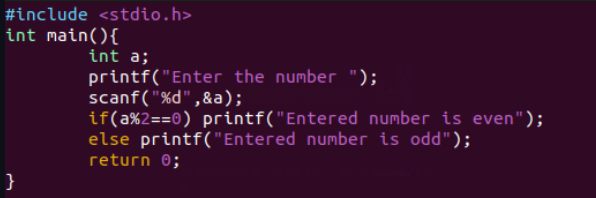 #include <stdio.h>
int main(){
        int a;
        printf("Enter the number ");
        scanf("%d",&a);
        if(a%2==0) printf("Entered number is even");
        else printf("Entered number is odd");
        return 0;
}